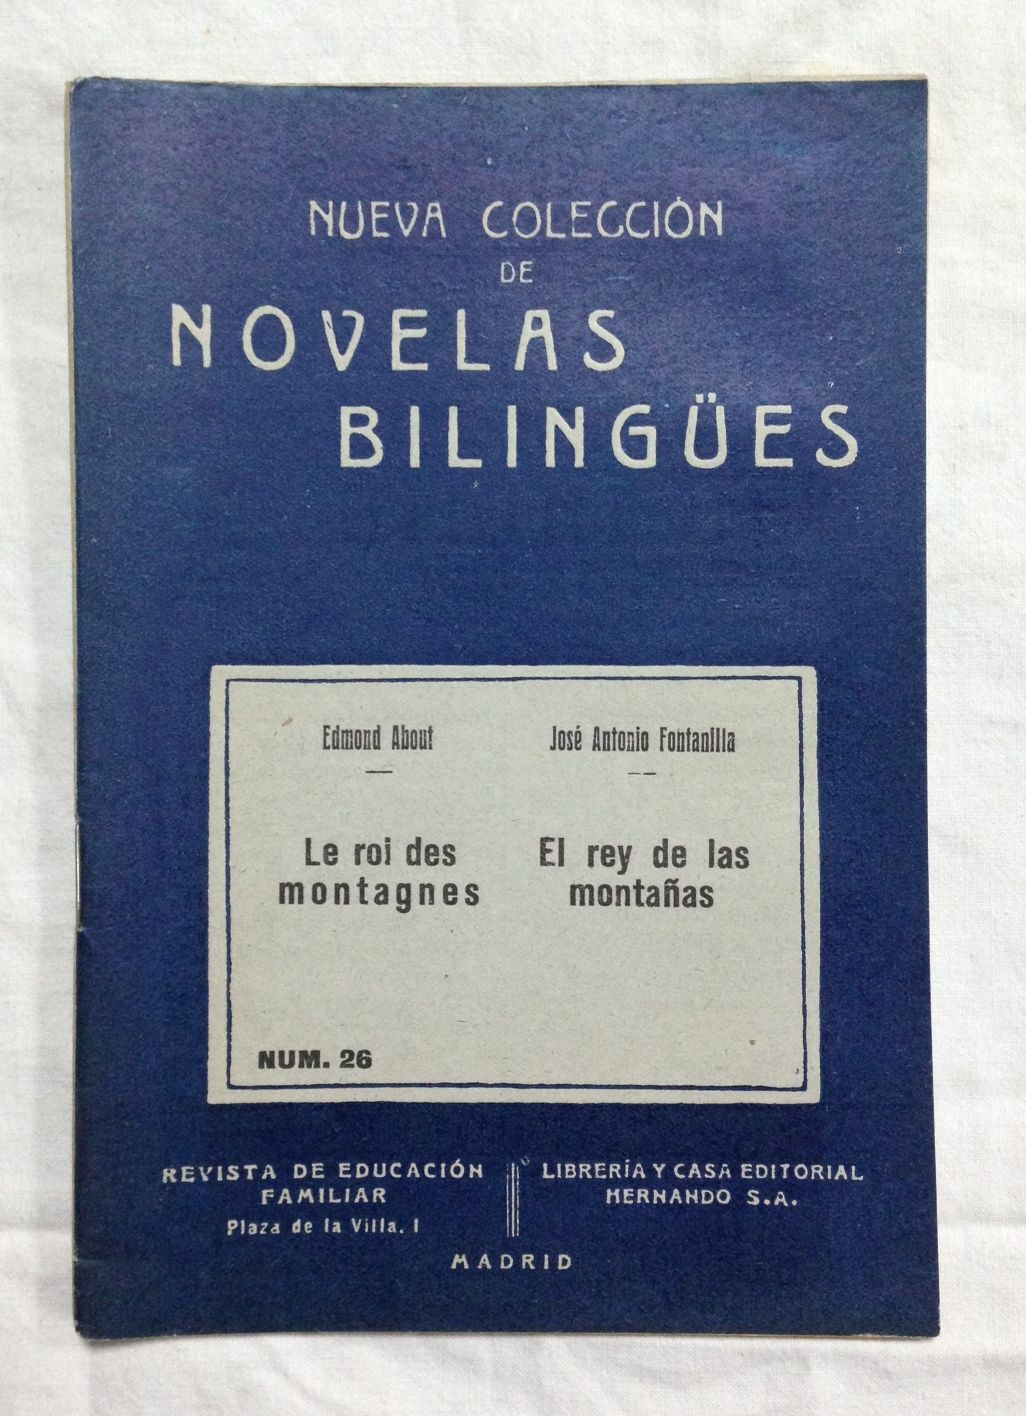 NUEVA COLECCIÓN
DE
NOVELAS
BILINGÜES
Edmond About
José Antonio Fontanilla
Le roi des
montagnes
El rey de las
montañas
NUM. 26
REVISTA DE EDUCACIÓN
FAMILIAR
Plaza de la Villa. 1
LIBRERÍA Y CASA EDITORIAL
HERNANDO S.A.
MADRID